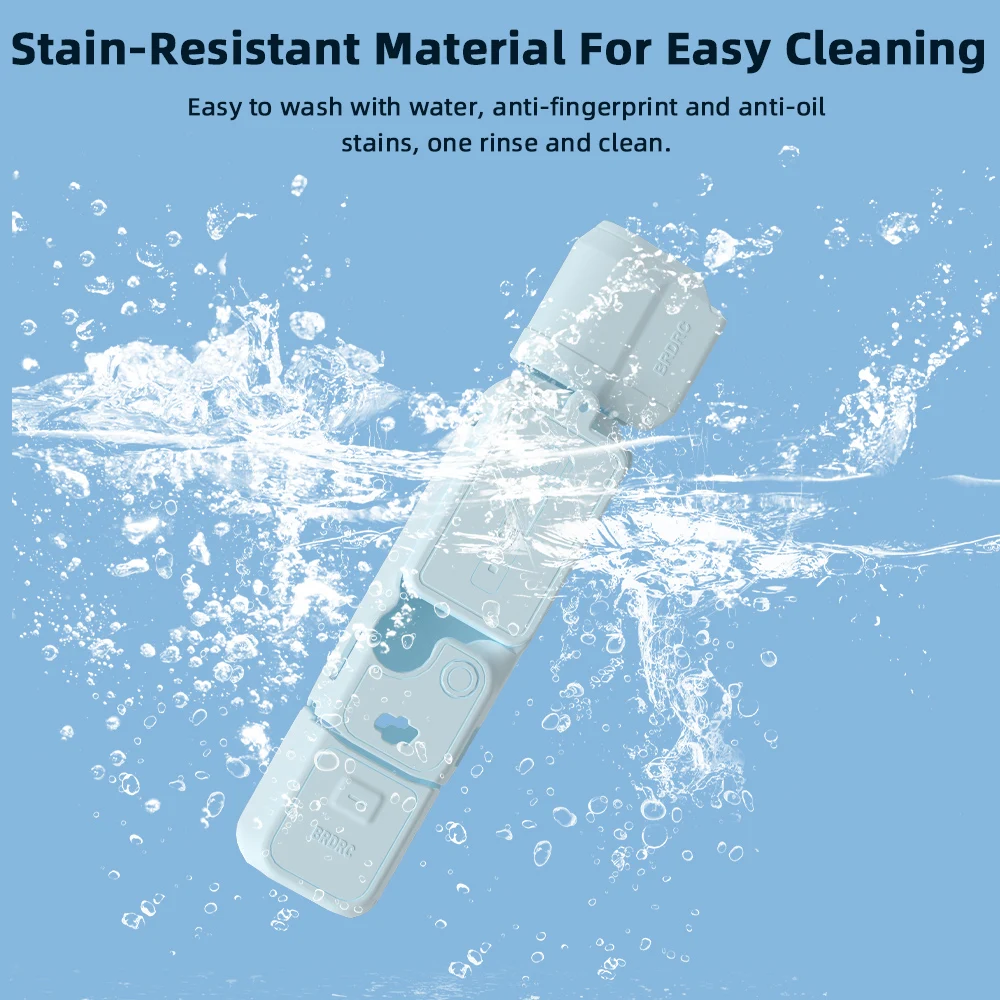 Stain-Resistant Material For Easy Cleaning
Easy to wash with water, anti-fingerprint and anti-oil
stains, one rinse and clean.
BRDRC
BRDRC